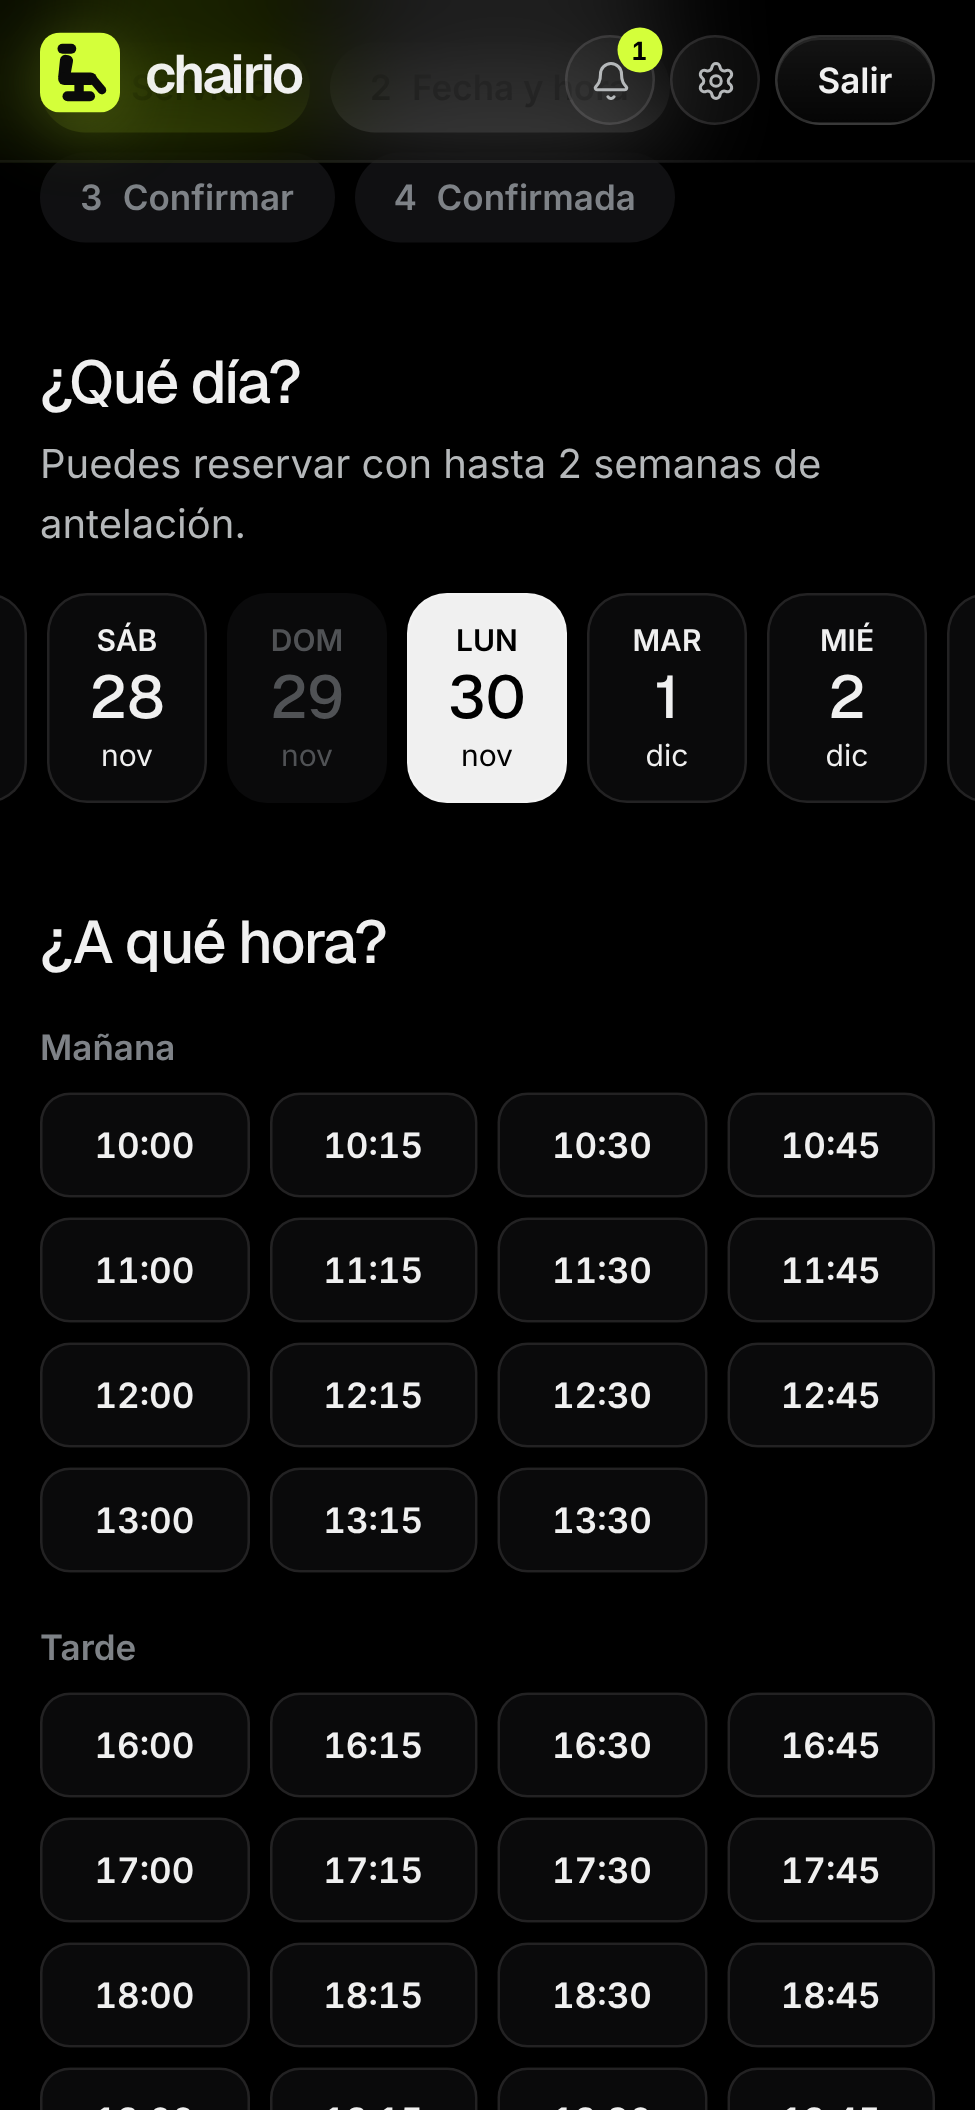 chairio
1
Salir
2 Fecha y hora
3 Confirmar
4 Confirmada
¿Qué día?
Puedes reservar con hasta 2 semanas de
antelación.
SÁB DOM LUN MAR MIÉ
28 29 30 1 2
nov nov nov dic dic
¿A qué hora?
Mañana
10:00 10:15 10:30 10:45
11:00 11:15 11:30 11:45
12:00 12:15 12:30 12:45
13:00 13:15 13:30
Tarde
16:00 16:15 16:30 16:45
17:00 17:15 17:30 17:45
18:00 18:15 18:30 18:45